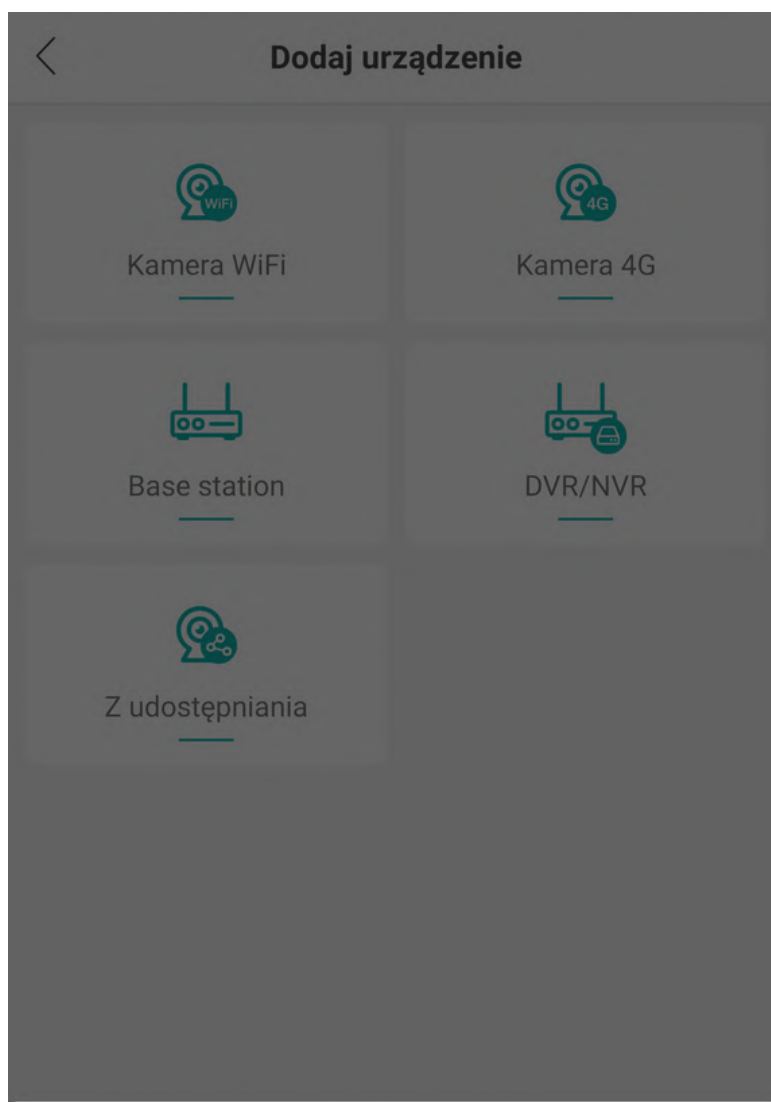 Dodaj urządzenie
WiFi
4G
Kamera WiFi
Kamera 4G
Base station
DVR/NVR
Z udostępniania